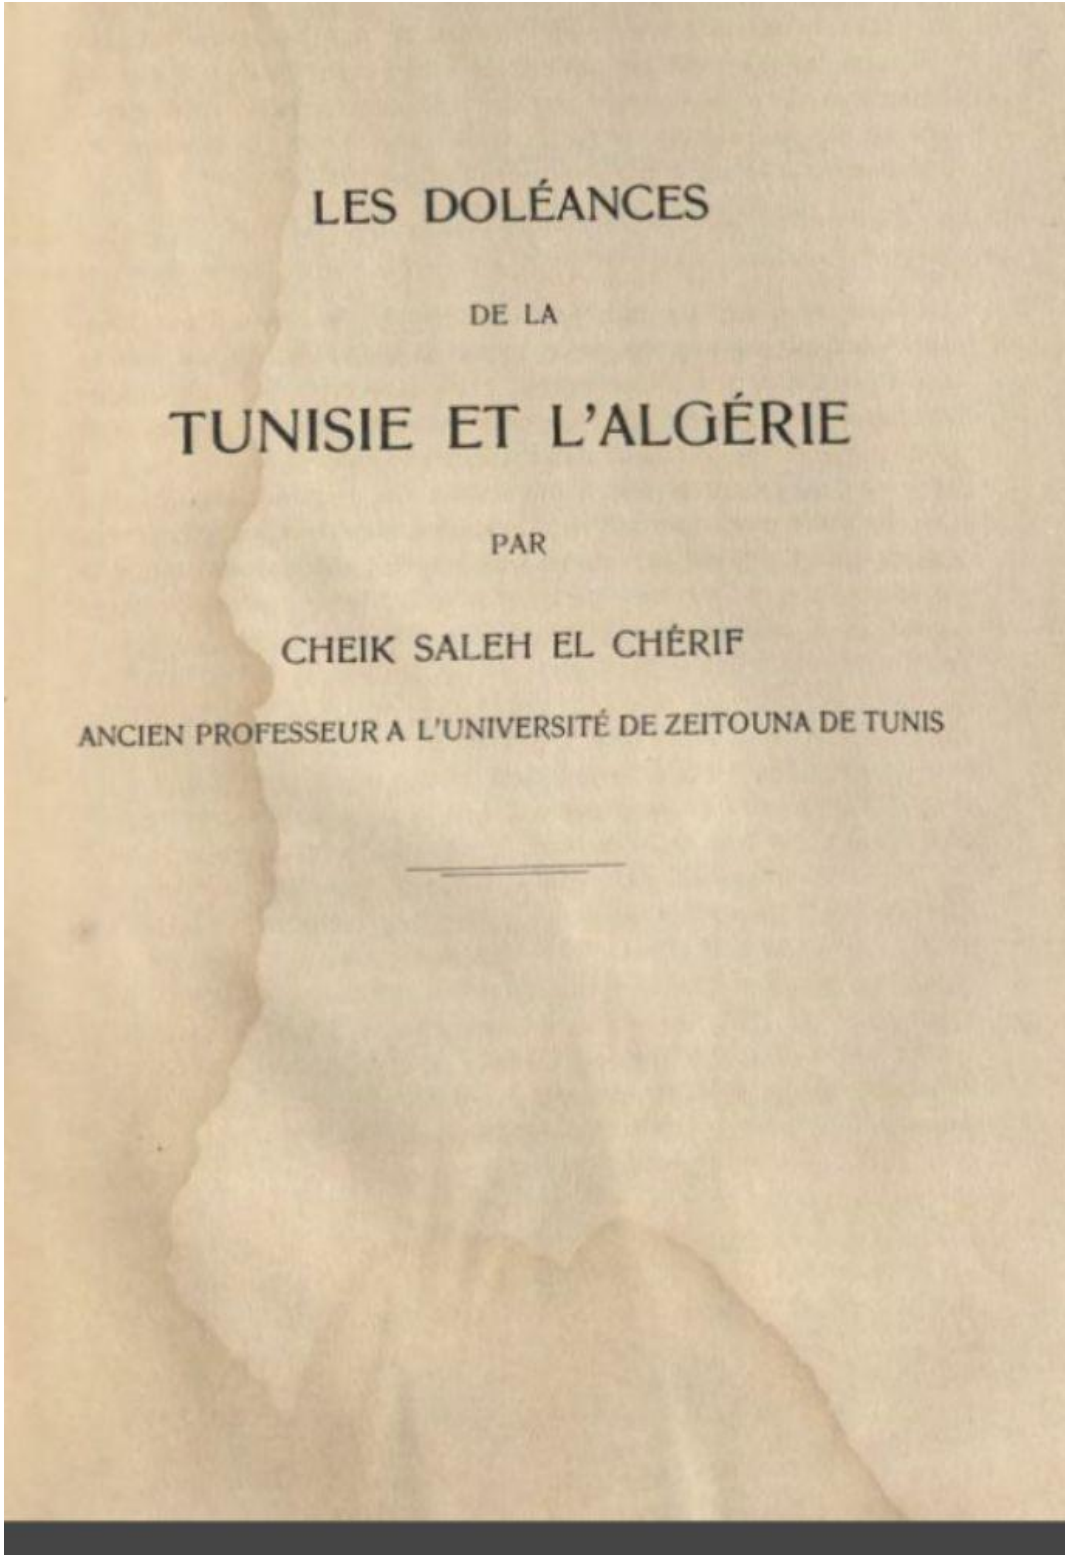 LES DOLÉANCES
DE LA
TUNISIE ET L'ALGÉRIE
PAR
CHEIK SALEH EL CHÉRIF
ANCIEN PROFESSEUR A L'UNIVERSITÉ DE ZEITOUNA DE TUNIS